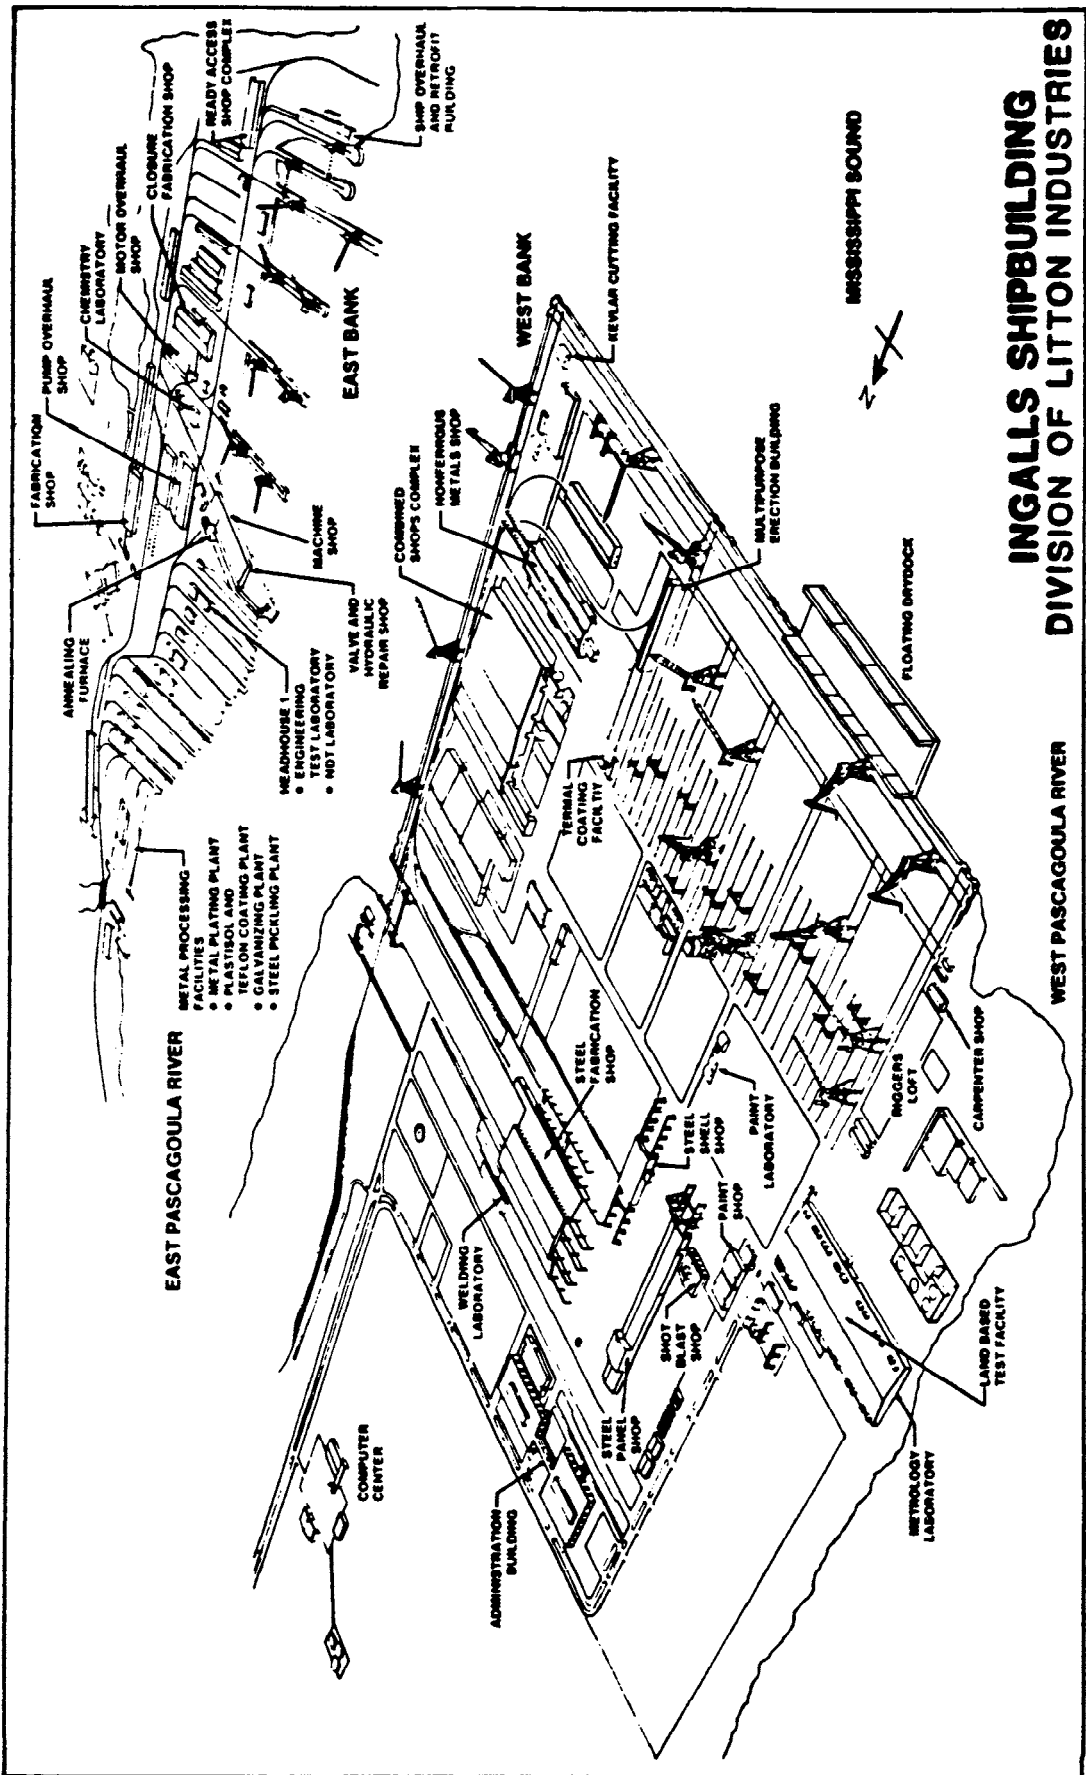 FABRICATION
SHOP
PUMP OVERHAUL
SHOP
CHEMISTRY
LABORATORY
MOTOR OVERHAUL
SHOP
CLOSURE
FABRICATION SHOP
READY ACCESS
SHOP COMPLEX
SHIP OVERHAUL
AND RETROFIT
BUILDING
EAST BANK
ANNEALING
FURNACE
MACHINE
SHOP
VALVE AND
HYDRAULIC
REPAIR SHOP
HEADHOUSE 1
• ENGINEERING
TEST LABORATORY
• NDT LABORATORY
METAL PROCESSING
FACILITIES
• METAL PLATING PLANT
• PLASTISOL AND
TEFLON COATING PLANT
• GALVANIZING PLANT
• STEEL PICKLING PLANT
EAST PASCAGOULA RIVER
WEST BANK
KEVLAR CUTTING FACILITY
COMBINED
SHOPS COMPLEX
NONFERROUS
METALS SHOP
MULTIPURPOSE
ERECTION BUILDING
TERMAL
COATING
FACILTIY
FLOATING DRYDOCK
STEEL
FABRICATION
SHOP
WELDING
LABORATORY
COMPUTER
CENTER
ADMINISTRATION
BUILDING
STEEL
PANEL
SHOP
SHOT
BLAST
SHOP
PAINT
SHOP
STEEL
SHELL
SHOP
PAINT
LABORATORY
RIGGERS
LOFT
CARPENTER SHOP
LAND BASED
TEST FACILITY
METROLOGY
LABORATORY
WEST PASCAGOULA RIVER
MISSISSIPPI SOUND
N
INGALLS SHIPBUILDING
DIVISION OF LITTON INDUSTRIES